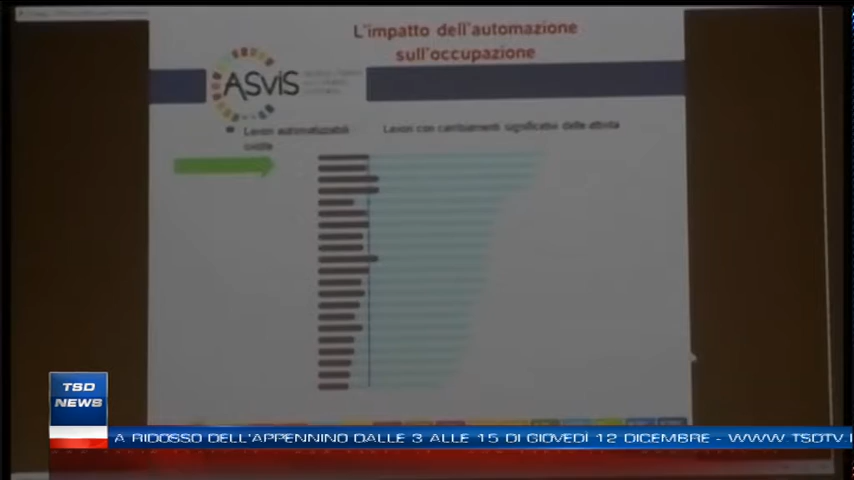 L'impatto dell'automazione
sull'occupazione
ASViS
Lavori automatizzabili
Lavori con cambiamenti significativi delle attività
TSD
NEWS
A RIDOSSO DELL'APPENNINO DALLE 3 ALLE 15 DI GIOVEDÌ 12 DICEMBRE - WWW TSDTV